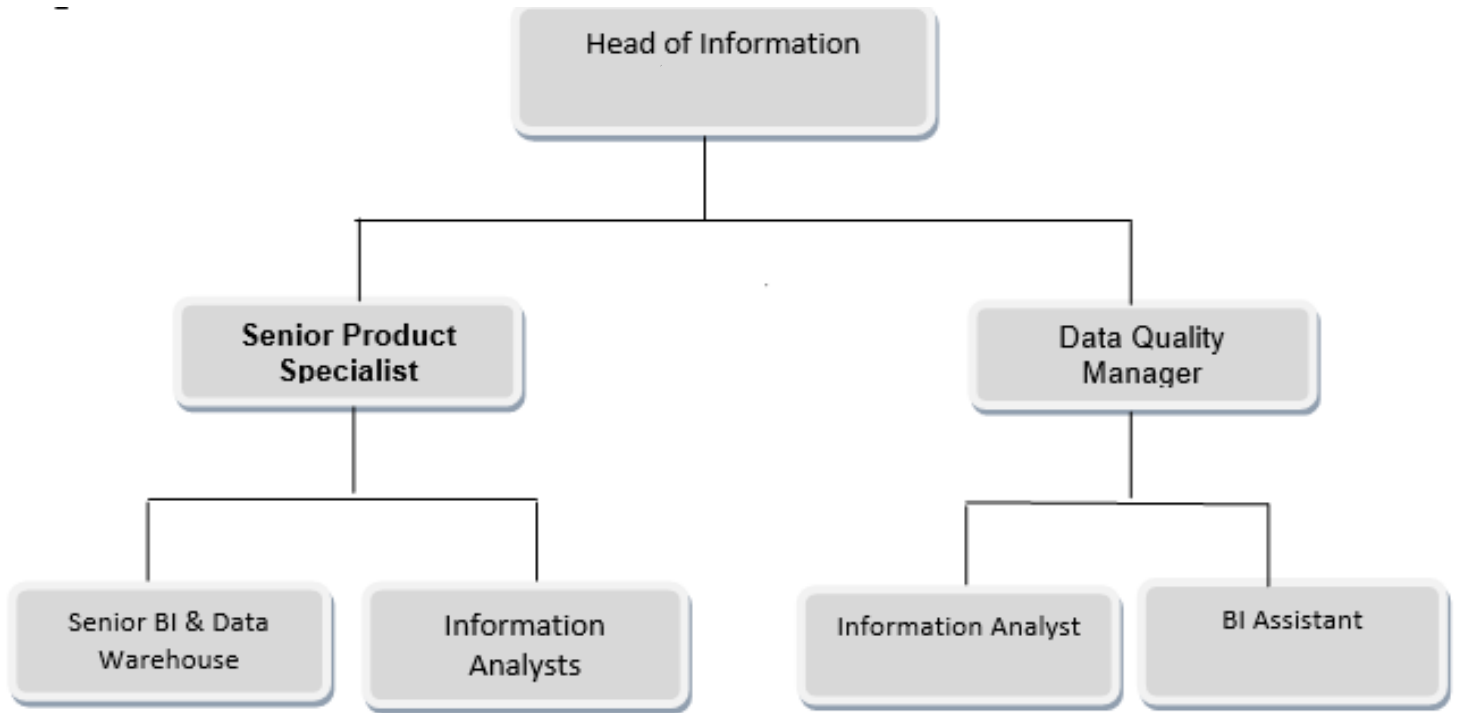 Head of Information
Senior Product
Specialist
Data Quality
Manager
Senior BI & Data
Warehouse
Information
Analysts
Information Analyst
BI Assistant